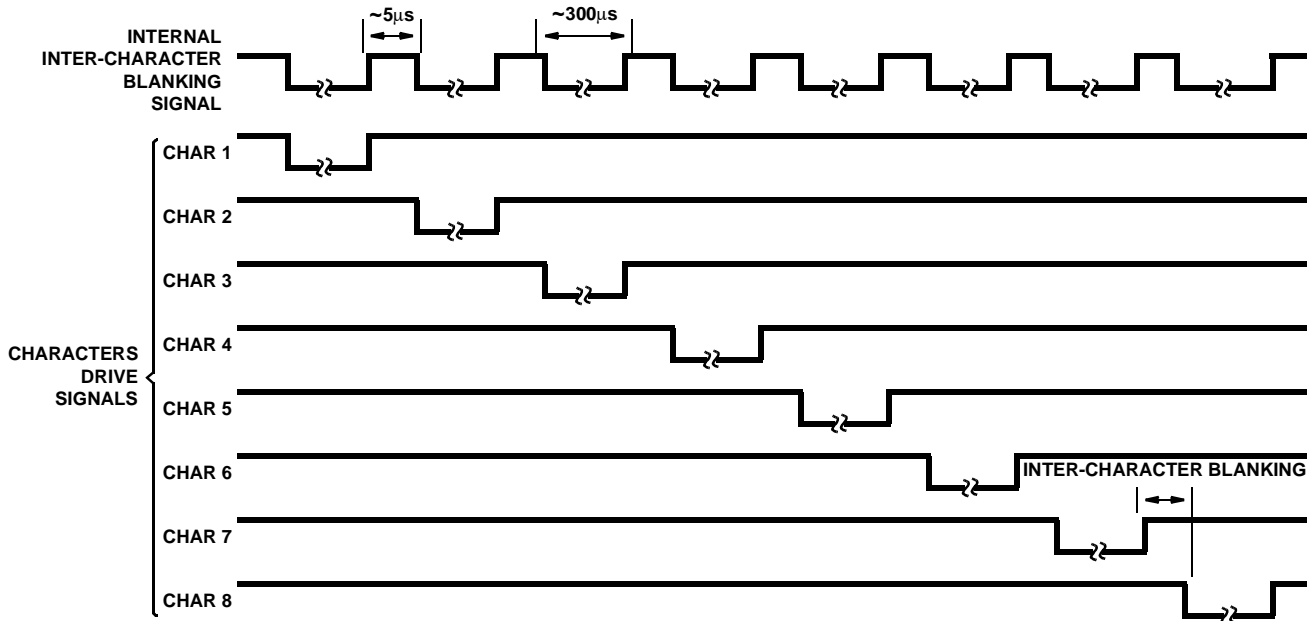 ~5µs
~300µs
INTERNAL
INTER-CHARACTER
BLANKING
SIGNAL
CHARACTERS
DRIVE
SIGNALS
CHAR 1
CHAR 2
CHAR 3
CHAR 4
CHAR 5
CHAR 6
INTER-CHARACTER BLANKING
CHAR 7
CHAR 8